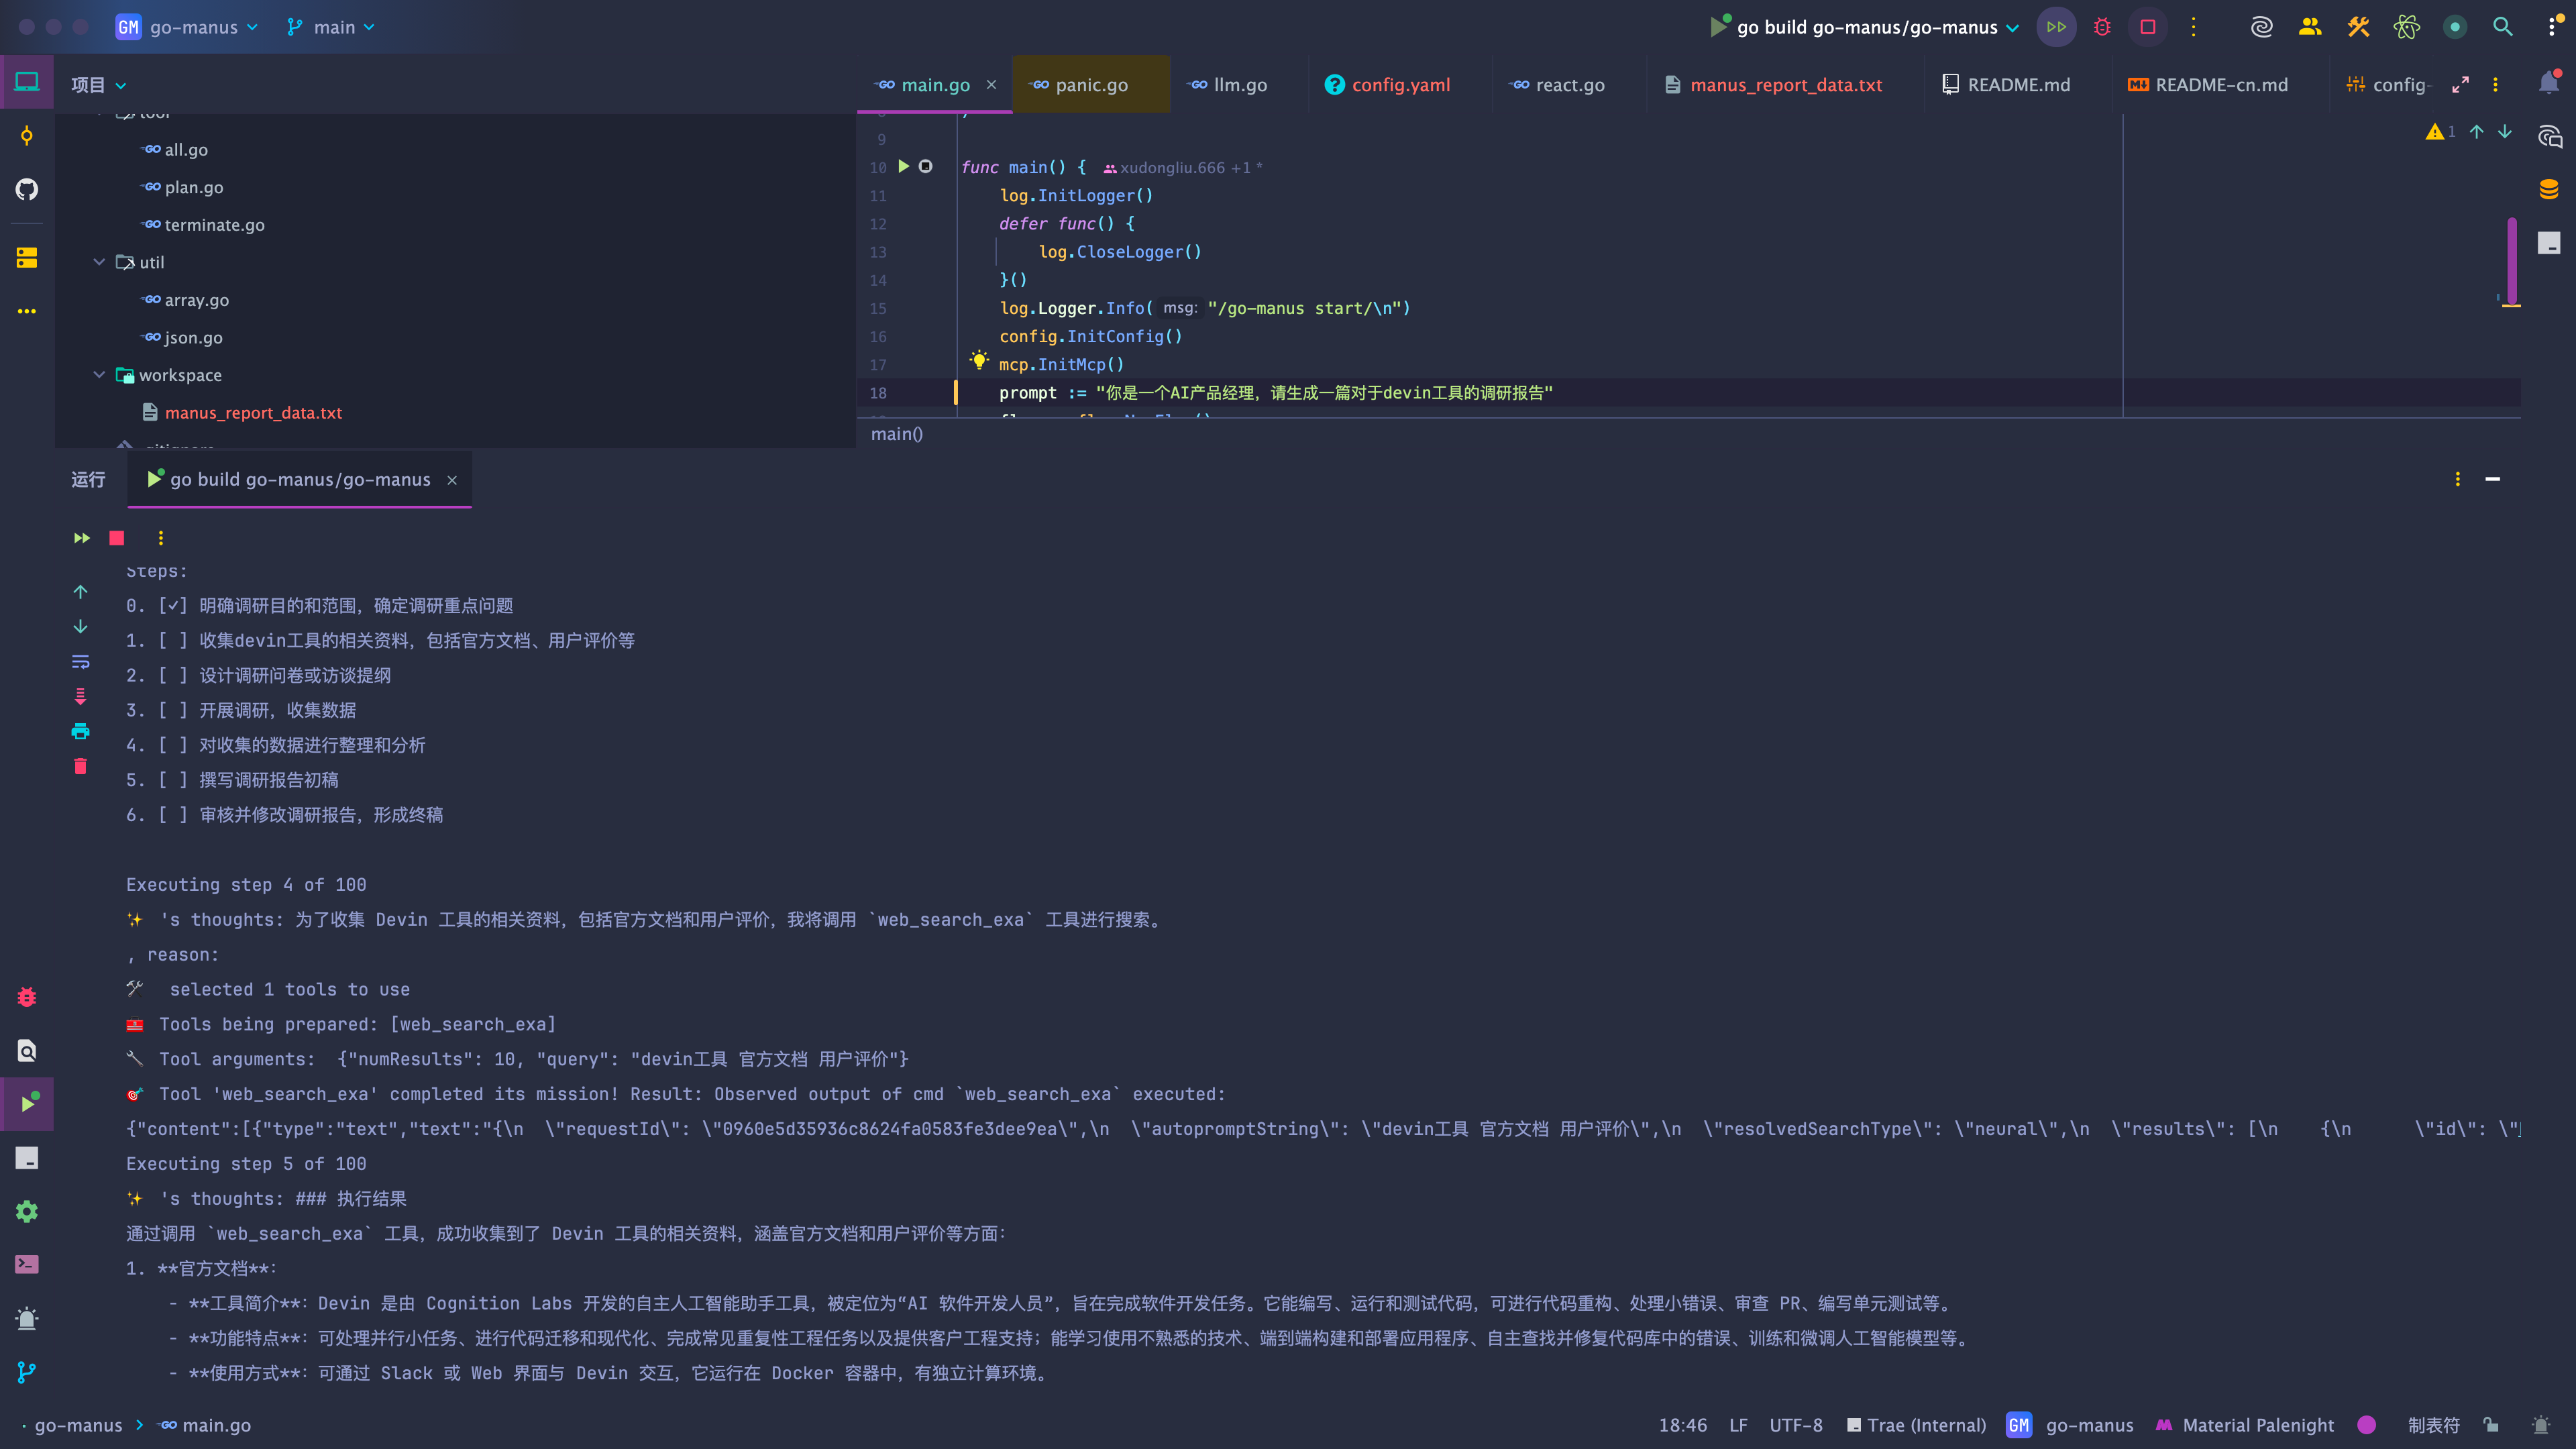 GM go-manus main go build go-manus/go-manus
项目
main.go panic.go llm.go config.yaml react.go manus_report_data.txt README.md README-cn.md config-
tool
all.go
plan.go
terminate.go
util
array.go
json.go
workspace
manus_report_data.txt
.gitignore
1
9
10 func main() { xudongliu.666 +1 *
11 log.InitLogger()
12 defer func() {
13 log.CloseLogger()
14 }()
15 log.Logger.Info( msg: "/go-manus start/\n")
16 config.InitConfig()
17 mcp.InitMcp()
18 prompt := "你是一个AI产品经理，请生成一篇对于devin工具的调研报告"
main()
运行 go build go-manus/go-manus
Steps:
0. [✓] 明确调研目的和范围，确定调研重点问题
1. [ ] 收集devin工具的相关资料，包括官方文档、用户评价等
2. [ ] 设计调研问卷或访谈提纲
3. [ ] 开展调研，收集数据
4. [ ] 对收集的数据进行整理和分析
5. [ ] 撰写调研报告初稿
6. [ ] 审核并修改调研报告，形成终稿
Executing step 4 of 100
✨ 's thoughts: 为了收集 Devin 工具的相关资料，包括官方文档和用户评价，我将调用 `web_search_exa` 工具进行搜索。
, reason:
🛠️ selected 1 tools to use
🧰 Tools being prepared: [web_search_exa]
🔧 Tool arguments: {"numResults": 10, "query": "devin工具 官方文档 用户评价"}
🎯 Tool 'web_search_exa' completed its mission! Result: Observed output of cmd `web_search_exa` executed:
{"content":[{"type":"text","text":"{\n \"requestId\": \"0960e5d35936c8624fa0583fe3dee9ea\",\n \"autopromptString\": \"devin工具 官方文档 用户评价\",\n \"resolvedSearchType\": \"neural\",\n \"results\": [\n {\n \"id\": \"
Executing step 5 of 100
✨ 's thoughts: ### 执行结果
通过调用 `web_search_exa` 工具，成功收集到了 Devin 工具的相关资料，涵盖官方文档和用户评价等方面：
1. **官方文档**：
- **工具简介**：Devin 是由 Cognition Labs 开发的自主人工智能助手工具，被定位为“AI 软件开发人员”，旨在完成软件开发任务。它能编写、运行和测试代码，可进行代码重构、处理小错误、审查 PR、编写单元测试等。
- **功能特点**：可处理并行小任务、进行代码迁移和现代化、完成常见重复性工程任务以及提供客户工程支持；能学习使用不熟悉的技术、端到端构建和部署应用程序、自主查找并修复代码库中的错误、训练和微调人工智能模型等。
- **使用方式**：可通过 Slack 或 Web 界面与 Devin 交互，它运行在 Docker 容器中，有独立计算环境。
go-manus main.go 18:46 LF UTF-8 Trae (Internal) GM go-manus Material Palenight 制表符